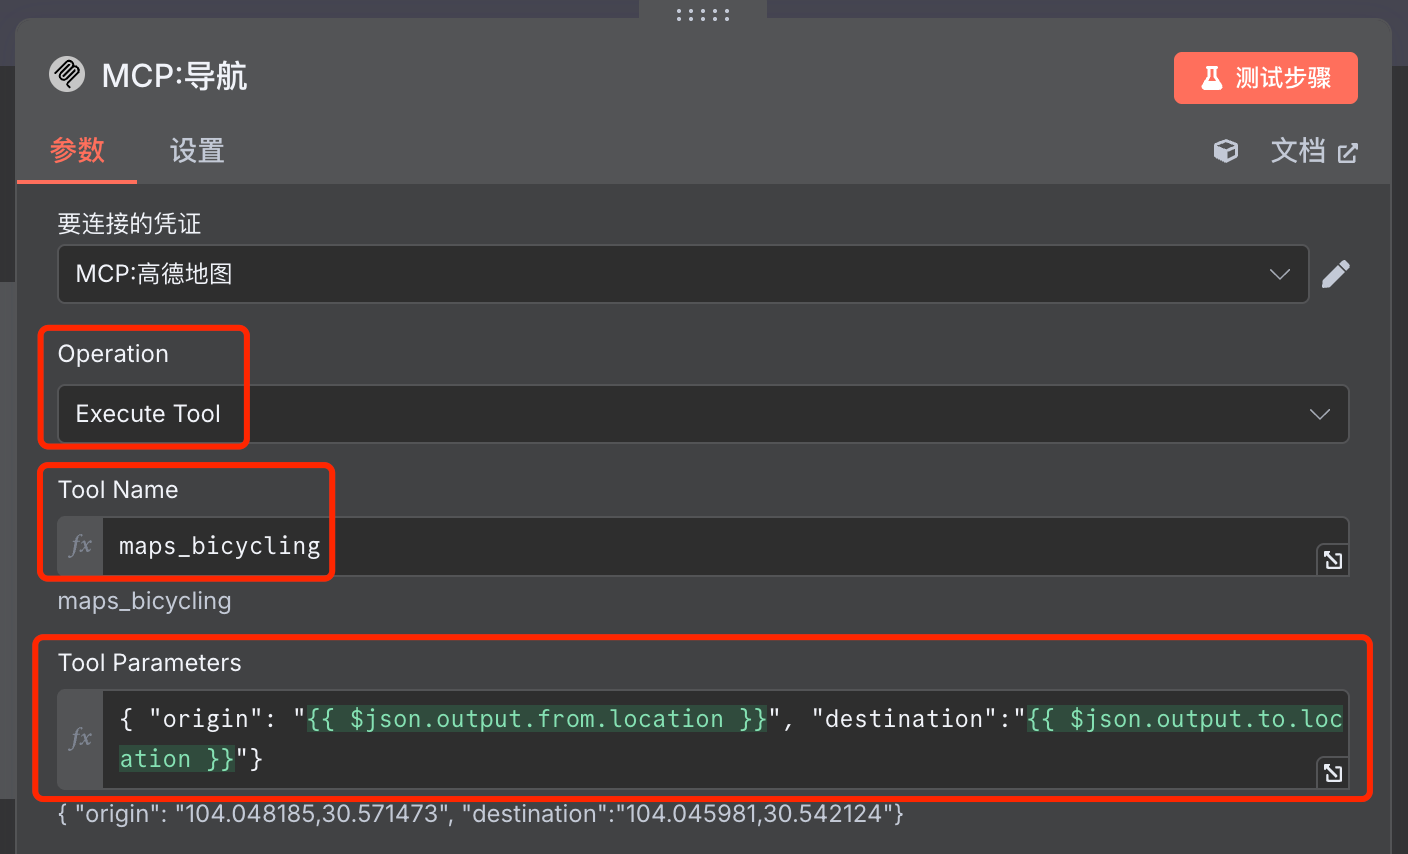 MCP:导航
测试步骤
参数
设置
文档
要连接的凭证
MCP:高德地图
Operation
Execute Tool
Tool Name
fx
maps_bicycling
maps_bicycling
Tool Parameters
fx
{ "origin": "{{ $json.output.from.location }}", "destination":"{{ $json.output.to.loc
ation }}"}
{ "origin": "104.048185,30.571473", "destination":"104.045981,30.542124"}